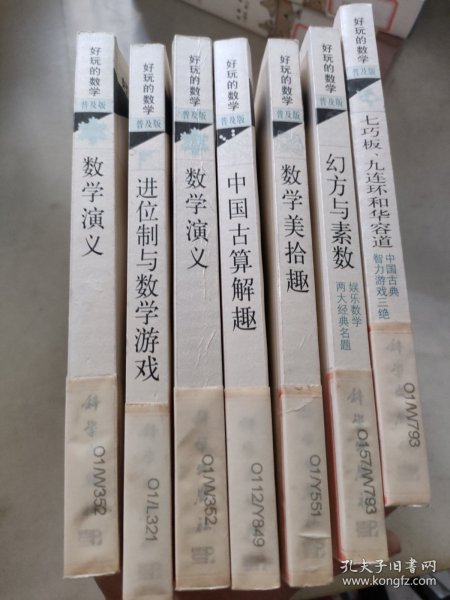 好玩的数学
普及版
数学演义
O1/W352
好玩的数学
普及版
进位制与数学游戏
O1/L321
好玩的数学
普及版
数学演义
O1/W352
好玩的数学
普及版
中国古算解趣
O112/Y849
好玩的数学
普及版
数学美拾趣
O1/Y551
好玩的数学
普及版
幻方与素数
娱乐数学
两大经典名题
O157/W793
好玩的数学
普及版
七巧板、九连环和华容道
中国古典
智力游戏三绝
O1/W793
孔夫子旧书网
www.kongfz.com